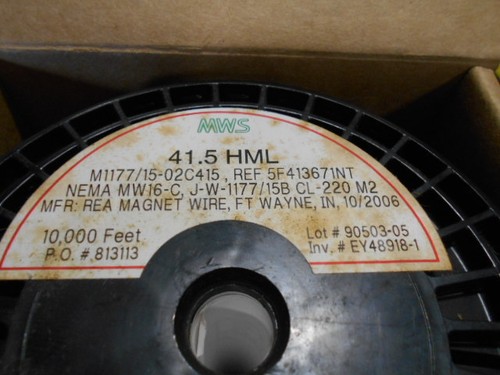 MWS
41.5 HML
M1177/15-02C415, REF 5F413671NT
NEMA MW16-C, J-W-1177/15B CL-220 M2
MFR: REA MAGNET WIRE, FT WAYNE, IN, 10/2006
10,000 Feet
P.O. # 813113
Lot # 90503-05
Inv. # EY48918-1